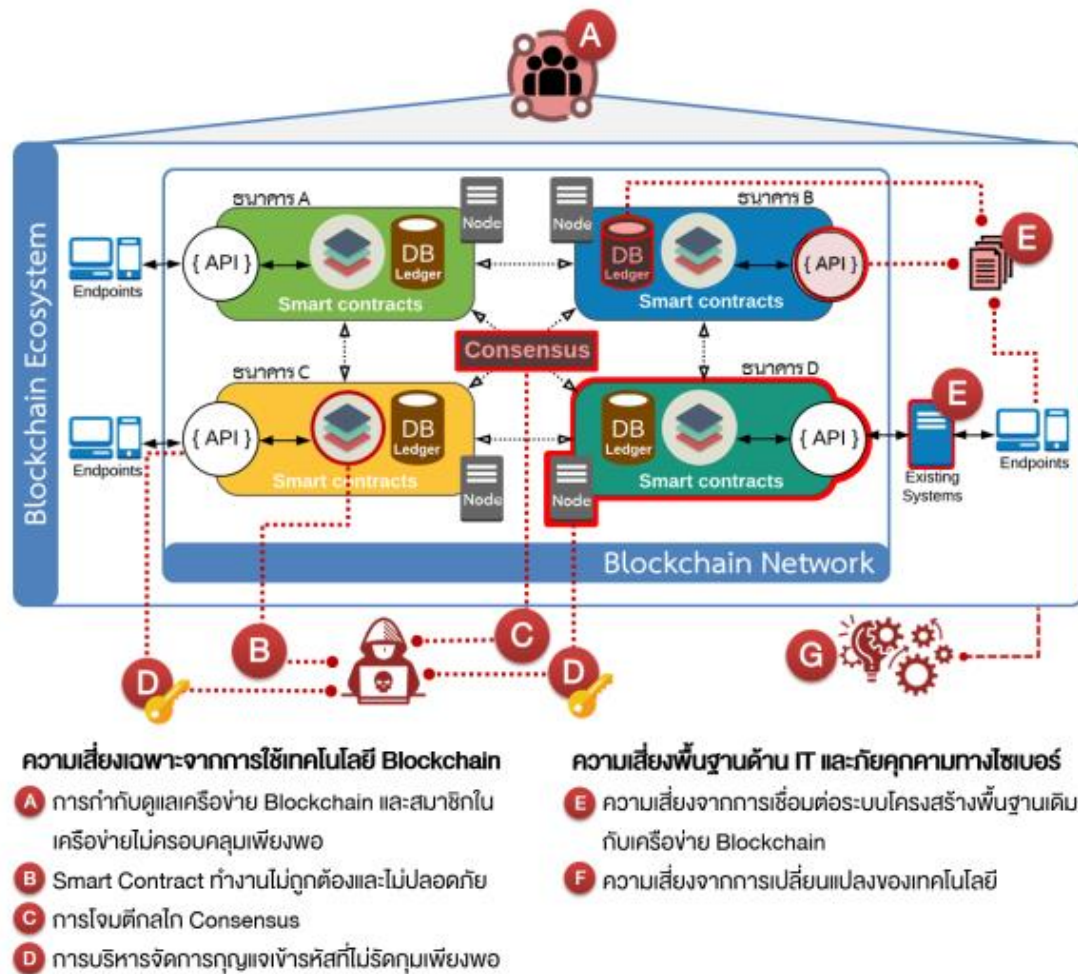 A
Blockchain Ecosystem
ธนาคาร A
Node
Node
ธนาคาร B
{ API }
DB
Ledger
Smart contracts
Endpoints
DB
Ledger
Smart contracts
{ API }
E
Consensus
ธนาคาร C
ธนาคาร D
{ API }
DB
Ledger
Smart contracts
Endpoints
Node
DB
Ledger
Smart contracts
{ API }
Node
E
Existing
Systems
Endpoints
Blockchain Network
D
B
C
D
G
ความเสี่ยงเฉพาะจากการใช้เทคโนโลยี Blockchain
A การกำกับดูแลเครือข่าย Blockchain และสมาชิกใน
เครือข่ายไม่ครอบคลุมเพียงพอ
B Smart Contract ทำงานไม่ถูกต้องและไม่ปลอดภัย
C การโจมตีกลไก Consensus
D การบริหารจัดการกุญแจเข้ารหัสที่ไม่รัดกุมเพียงพอ
ความเสี่ยงพื้นฐานด้าน IT และภัยคุกคามทางไซเบอร์
E ความเสี่ยงจากการเชื่อมต่อระบบโครงสร้างพื้นฐานเดิม
กับเครือข่าย Blockchain
F ความเสี่ยงจากการเปลี่ยนแปลงของเทคโนโลยี